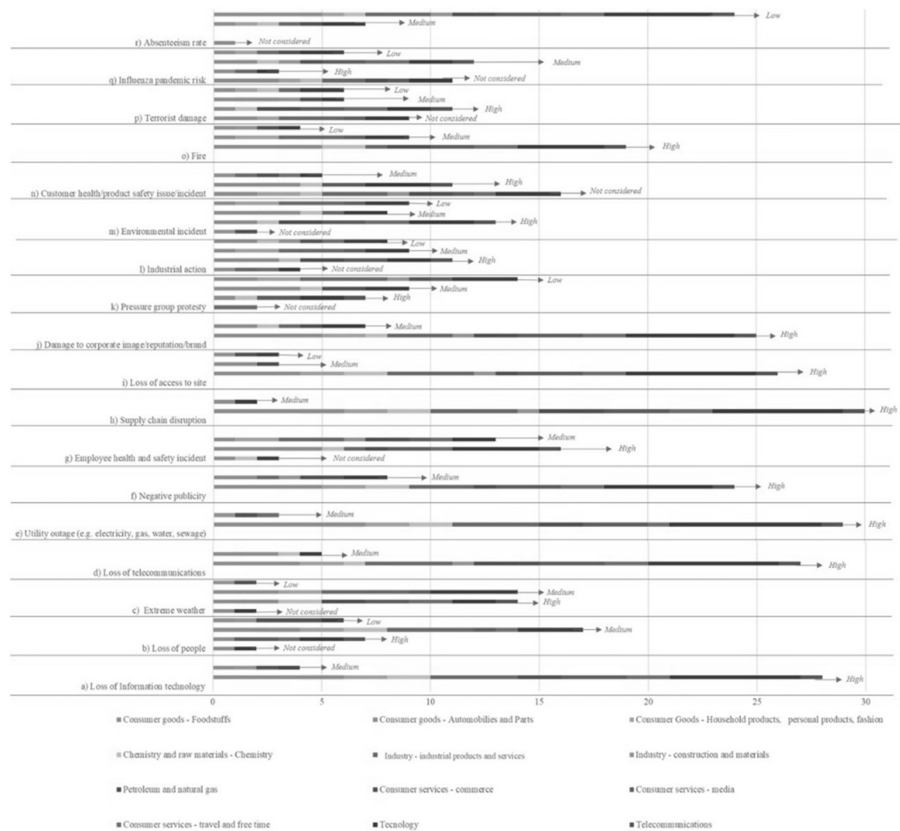 Low
Medium
r) Absenteeism rate
Not considered
Low
Medium
High
q) Influenza pandemic risk
Not considered
Low
Medium
High
p) Terrorist damage
Not considered
Low
Medium
High
o) Fire
Medium
High
n) Customer health/product safety issue/incident
Not considered
Low
Medium
High
m) Environmental incident
Not considered
Low
Medium
High
l) Industrial action
Not considered
Low
Medium
High
k) Pressure group protesty
Not considered
Medium
High
j) Damage to corporate image/reputation/brand
Low
Medium
High
i) Loss of access to site
Medium
High
h) Supply chain disruption
Medium
High
g) Employee health and safety incident
Not considered
Medium
High
f) Negative publicity
Medium
High
e) Utility outage (e.g. electricity, gas, water, sewage)
Medium
High
d) Loss of telecommunications
Low
Medium
High
c) Extreme weather
Not considered
Low
Medium
High
b) Loss of people
Not considered
Medium
High
a) Loss of Information technology
0 5 10 15 20 25 30
Consumer goods - Foodstuffs
Consumer goods - Automobilies and Parts
Consumer Goods - Household products, personal products, fashion
Chemistry and raw materials - Chemistry
Industry - industrial products and services
Industry - construction and materials
Petroleum and natural gas
Consumer services - commerce
Consumer services - media
Consumer services - travel and free time
Tecnology
Telecommunications